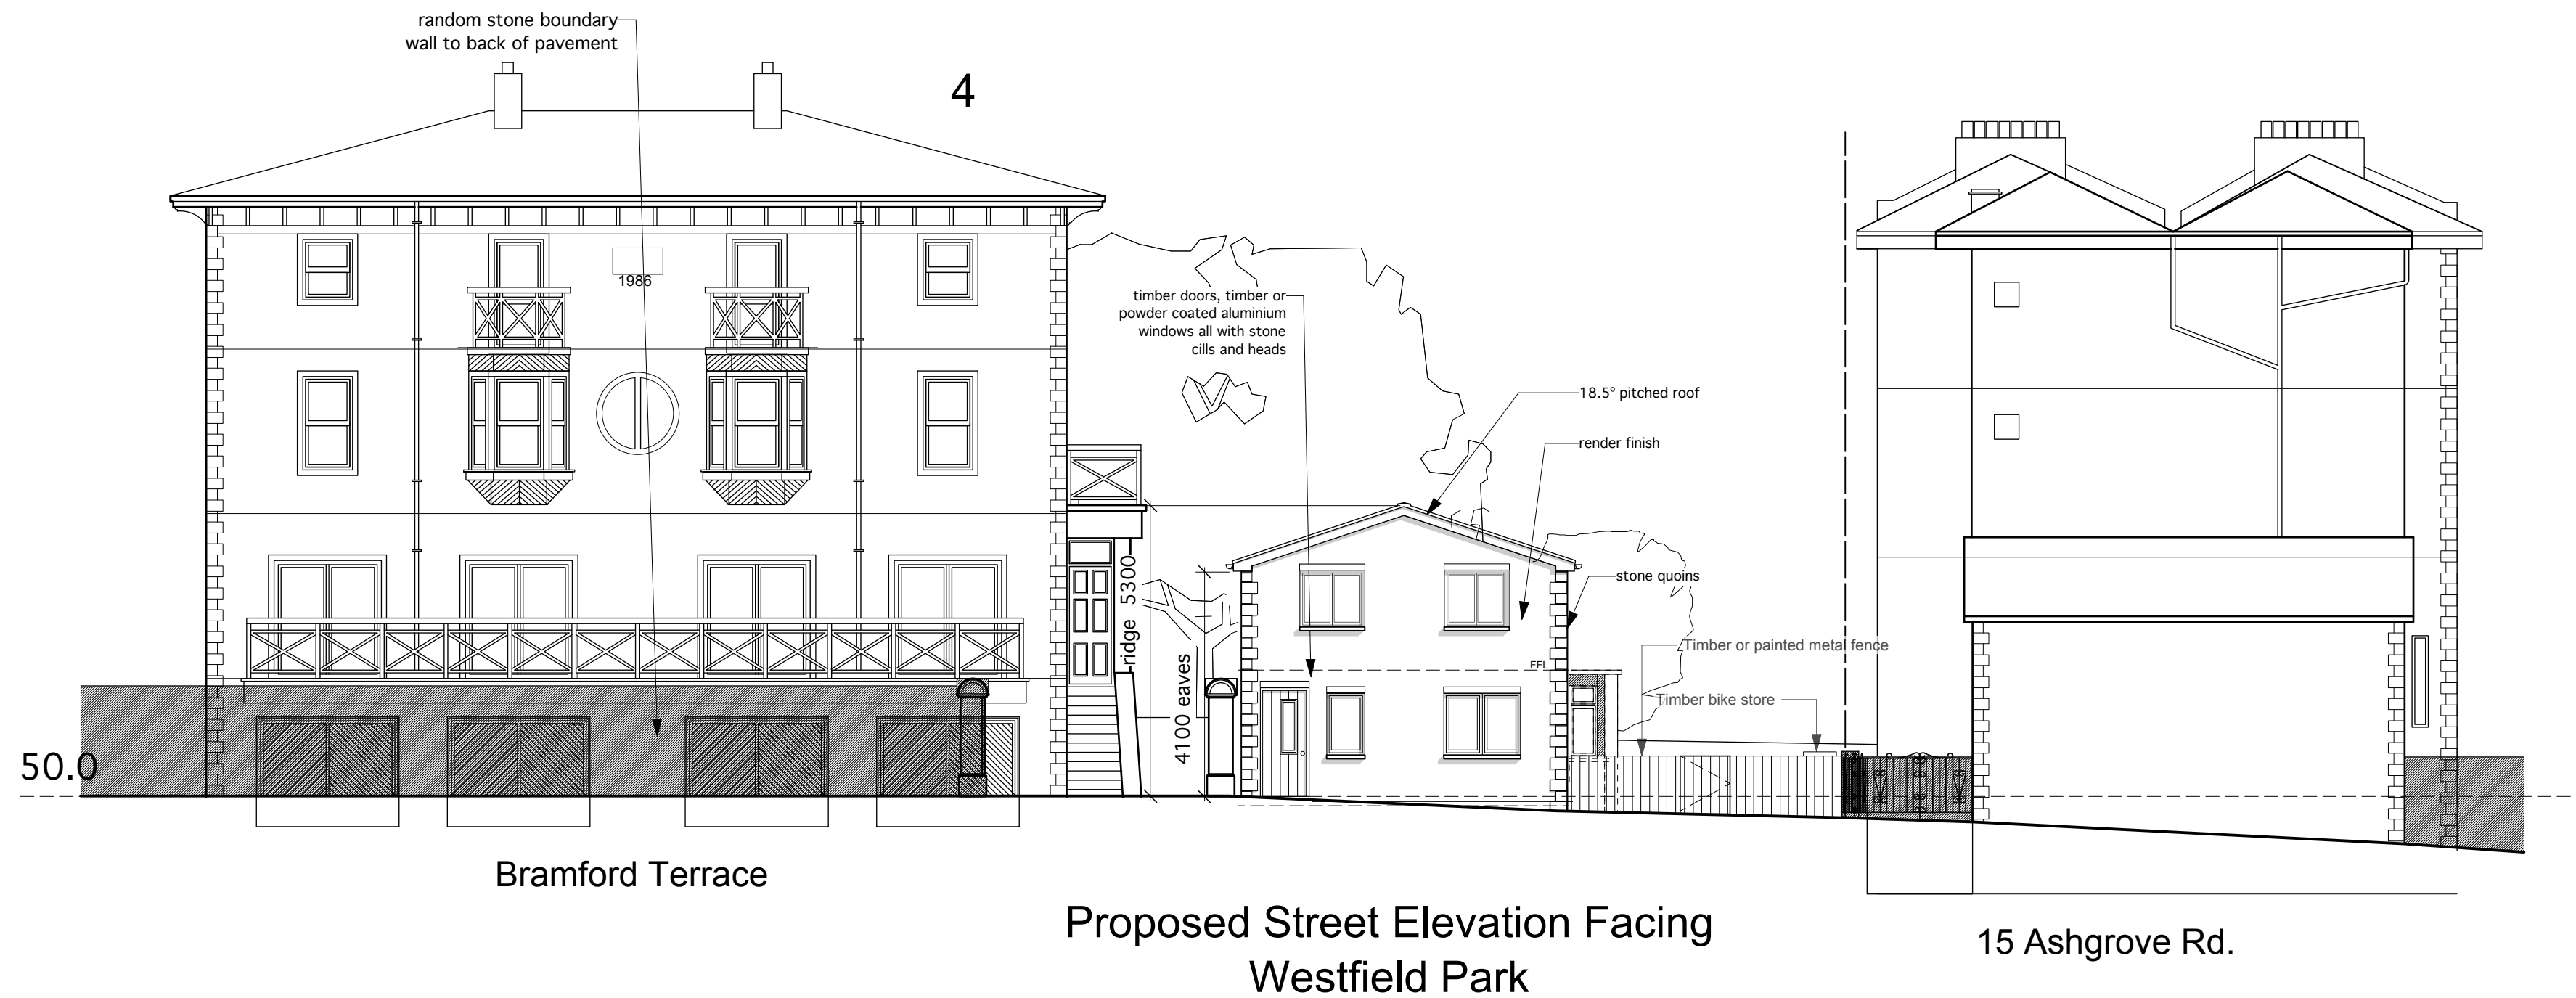 random stone boundary
wall to back of pavement
4
1986
timber doors, timber or
powder coated aluminium
windows all with stone
cills and heads
18.5º pitched roof
render finish
stone quoins
ridge 5300
4100 eaves
FFL
Timber or painted metal fence
Timber bike store
50.0
Bramford Terrace
Proposed Street Elevation Facing
Westfield Park
15 Ashgrove Rd.